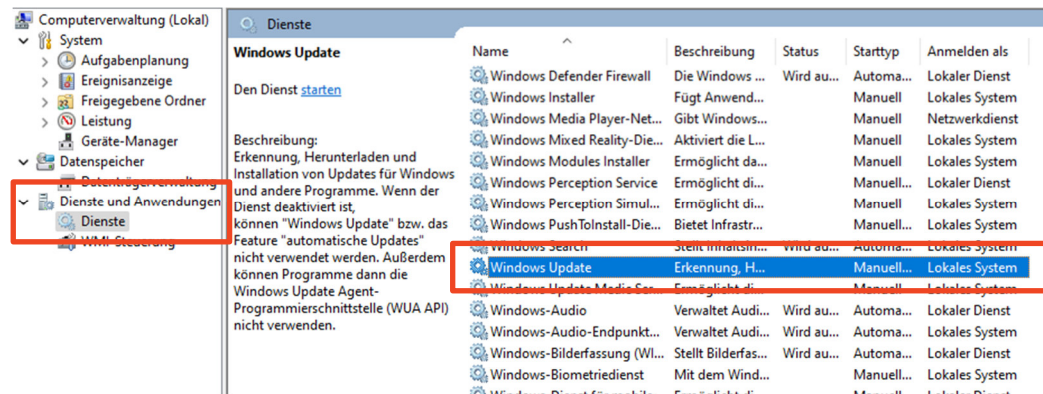 Computerverwaltung (Lokal)
System
Aufgabenplanung
Ereignisanzeige
Freigegebene Ordner
Leistung
Geräte-Manager
Datenspeicher
Datenträgerverwaltung
Dienste und Anwendungen
Dienste
WMI-Steuerung
Dienste
Windows Update
Den Dienst starten
Beschreibung:
Erkennung, Herunterladen und
Installation von Updates für Windows
und andere Programme. Wenn der
Dienst deaktiviert ist,
können "Windows Update" bzw. das
Feature "automatische Updates"
nicht verwendet werden. Außerdem
können Programme dann die
Windows Update Agent-
Programmierschnittstelle (WUA API)
nicht verwenden.
Name Beschreibung Status Starttyp Anmelden als
Windows Defender Firewall Die Windows ... Wird au... Automa... Lokaler Dienst
Windows Installer Fügt Anwend... Manuell Lokales System
Windows Media Player-Net... Gibt Windows... Manuell Netzwerkdienst
Windows Mixed Reality-Die... Aktiviert die L... Manuell Lokales System
Windows Modules Installer Ermöglicht da... Manuell Lokales System
Windows Perception Service Ermöglicht di... Manuell... Lokaler Dienst
Windows Perception Simul... Ermöglicht di... Manuell Lokales System
Windows PushToInstall-Die... Bietet Infrastr... Manuell... Lokales System
Windows Search Stellt Inhaltsin... Wird au... Automa... Lokales System
Windows Update Erkennung, H... Manuell... Lokales System
Windows Update Medic Ser... Ermöglicht di... Manuell Lokales System
Windows-Audio Verwaltet Audi... Wird au... Automa... Lokaler Dienst
Windows-Audio-Endpunkt... Verwaltet Audi... Wird au... Automa... Lokales System
Windows-Bilderfassung (WI... Stellt Bilderfas... Wird au... Automa... Lokaler Dienst
Windows-Biometriedienst Mit dem Wind... Manuell... Lokales System